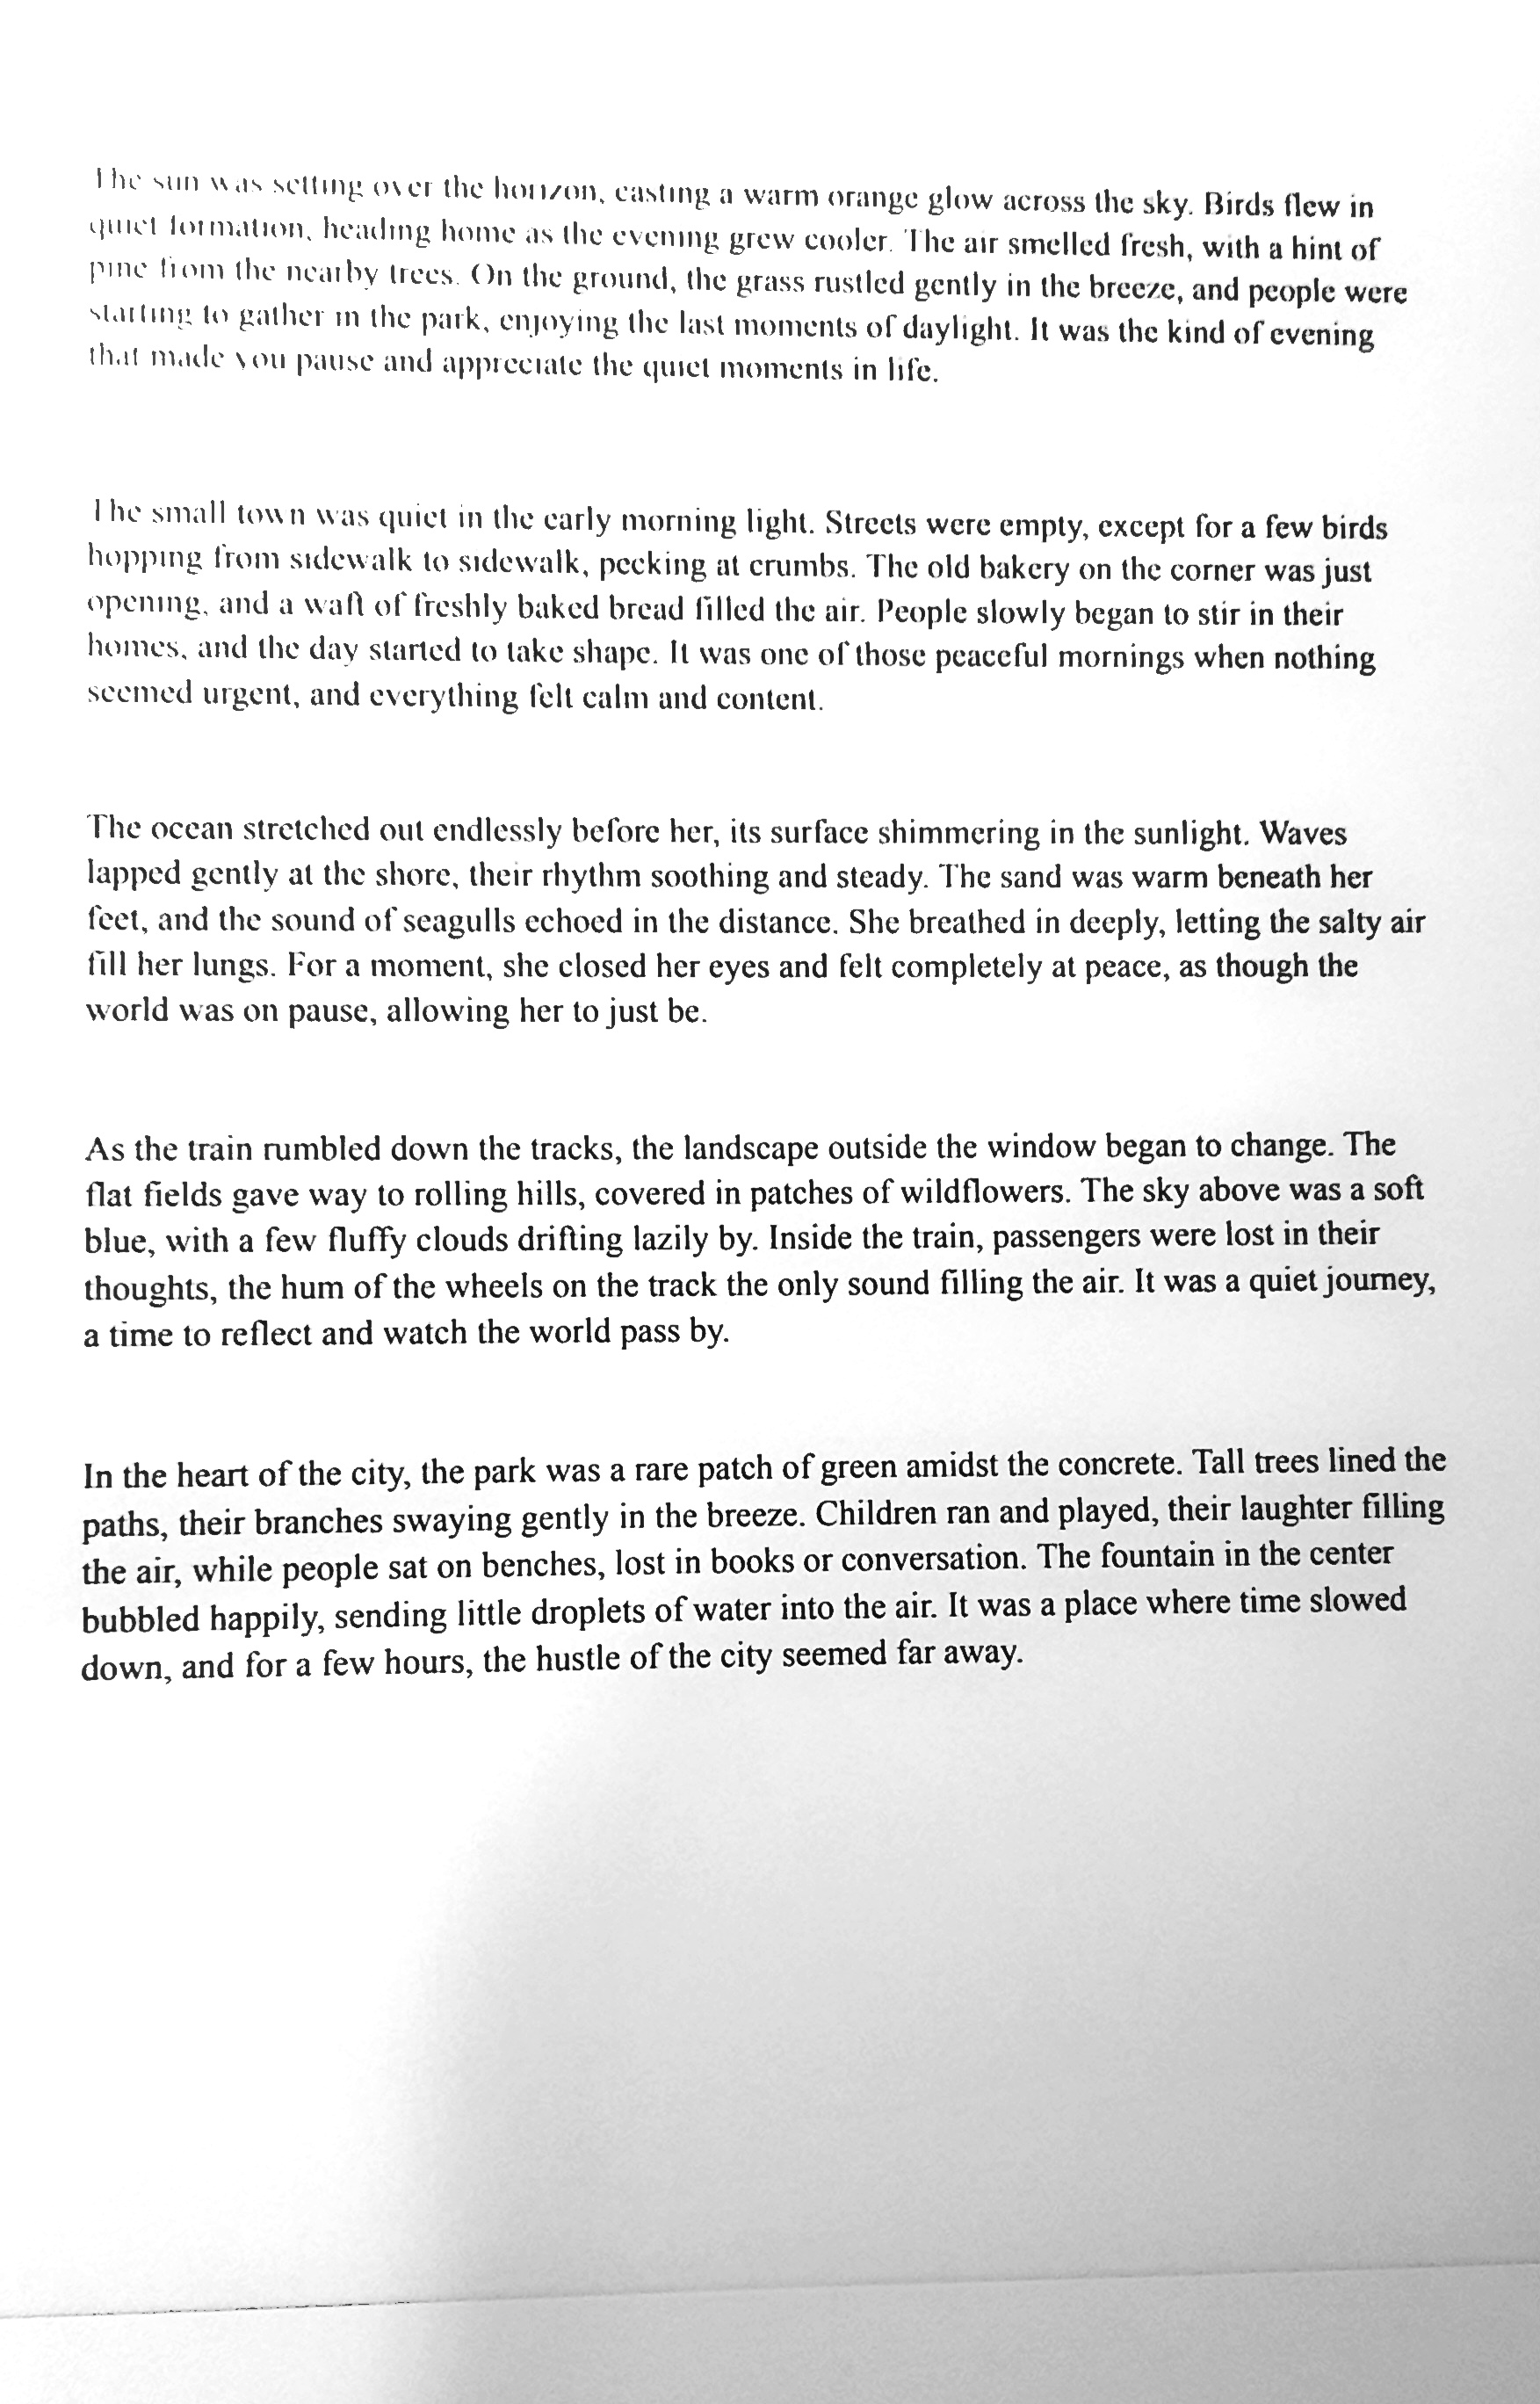 The sun was setting over the horizon, casting a warm orange glow across the sky. Birds flew in
quiet formation, heading home as the evening grew cooler. The air smelled fresh, with a hint of
pine from the nearby trees. On the ground, the grass rustled gently in the breeze, and people were
starting to gather in the park, enjoying the last moments of daylight. It was the kind of evening
that made you pause and appreciate the quiet moments in life.
The small town was quiet in the early morning light. Streets were empty, except for a few birds
hopping from sidewalk to sidewalk, pecking at crumbs. The old bakery on the corner was just
opening, and a waft of freshly baked bread filled the air. People slowly began to stir in their
homes, and the day started to take shape. It was one of those peaceful mornings when nothing
seemed urgent, and everything felt calm and content.
The ocean stretched out endlessly before her, its surface shimmering in the sunlight. Waves
lapped gently at the shore, their rhythm soothing and steady. The sand was warm beneath her
feet, and the sound of seagulls echoed in the distance. She breathed in deeply, letting the salty air
fill her lungs. For a moment, she closed her eyes and felt completely at peace, as though the
world was on pause, allowing her to just be.
As the train rumbled down the tracks, the landscape outside the window began to change. The
flat fields gave way to rolling hills, covered in patches of wildflowers. The sky above was a soft
blue, with a few fluffy clouds drifting lazily by. Inside the train, passengers were lost in their
thoughts, the hum of the wheels on the track the only sound filling the air. It was a quiet journey,
a time to reflect and watch the world pass by.
In the heart of the city, the park was a rare patch of green amidst the concrete. Tall trees lined the
paths, their branches swaying gently in the breeze. Children ran and played, their laughter filling
the air, while people sat on benches, lost in books or conversation. The fountain in the center
bubbled happily, sending little droplets of water into the air. It was a place where time slowed
down, and for a few hours, the hustle of the city seemed far away.